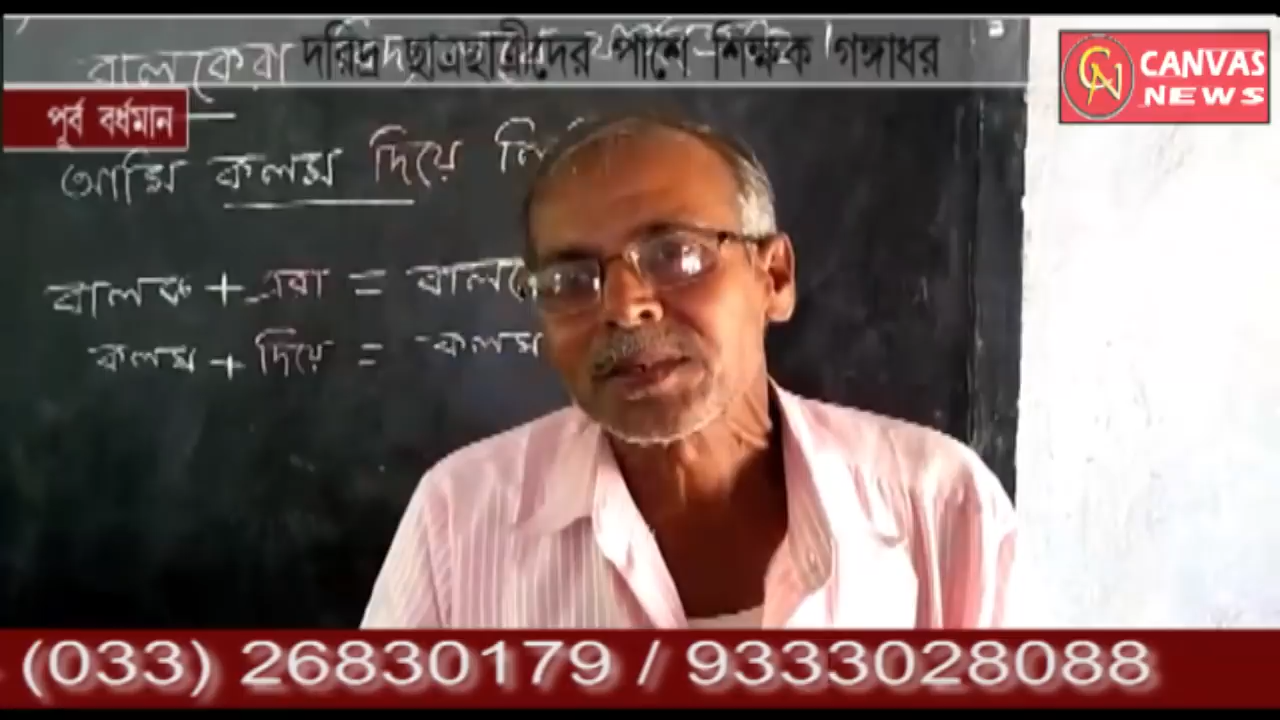 দরিদ্র ছাত্রছাত্রীদের পাশে শিক্ষক গঙ্গাধর
CANVAS
NEWS
পূর্ব বর্ধমান
বালকেরা
আমি কলম দিয়ে
বালক + এরা =
কলম + দিয়ে = কলম
(033) 26830179 / 9333028088